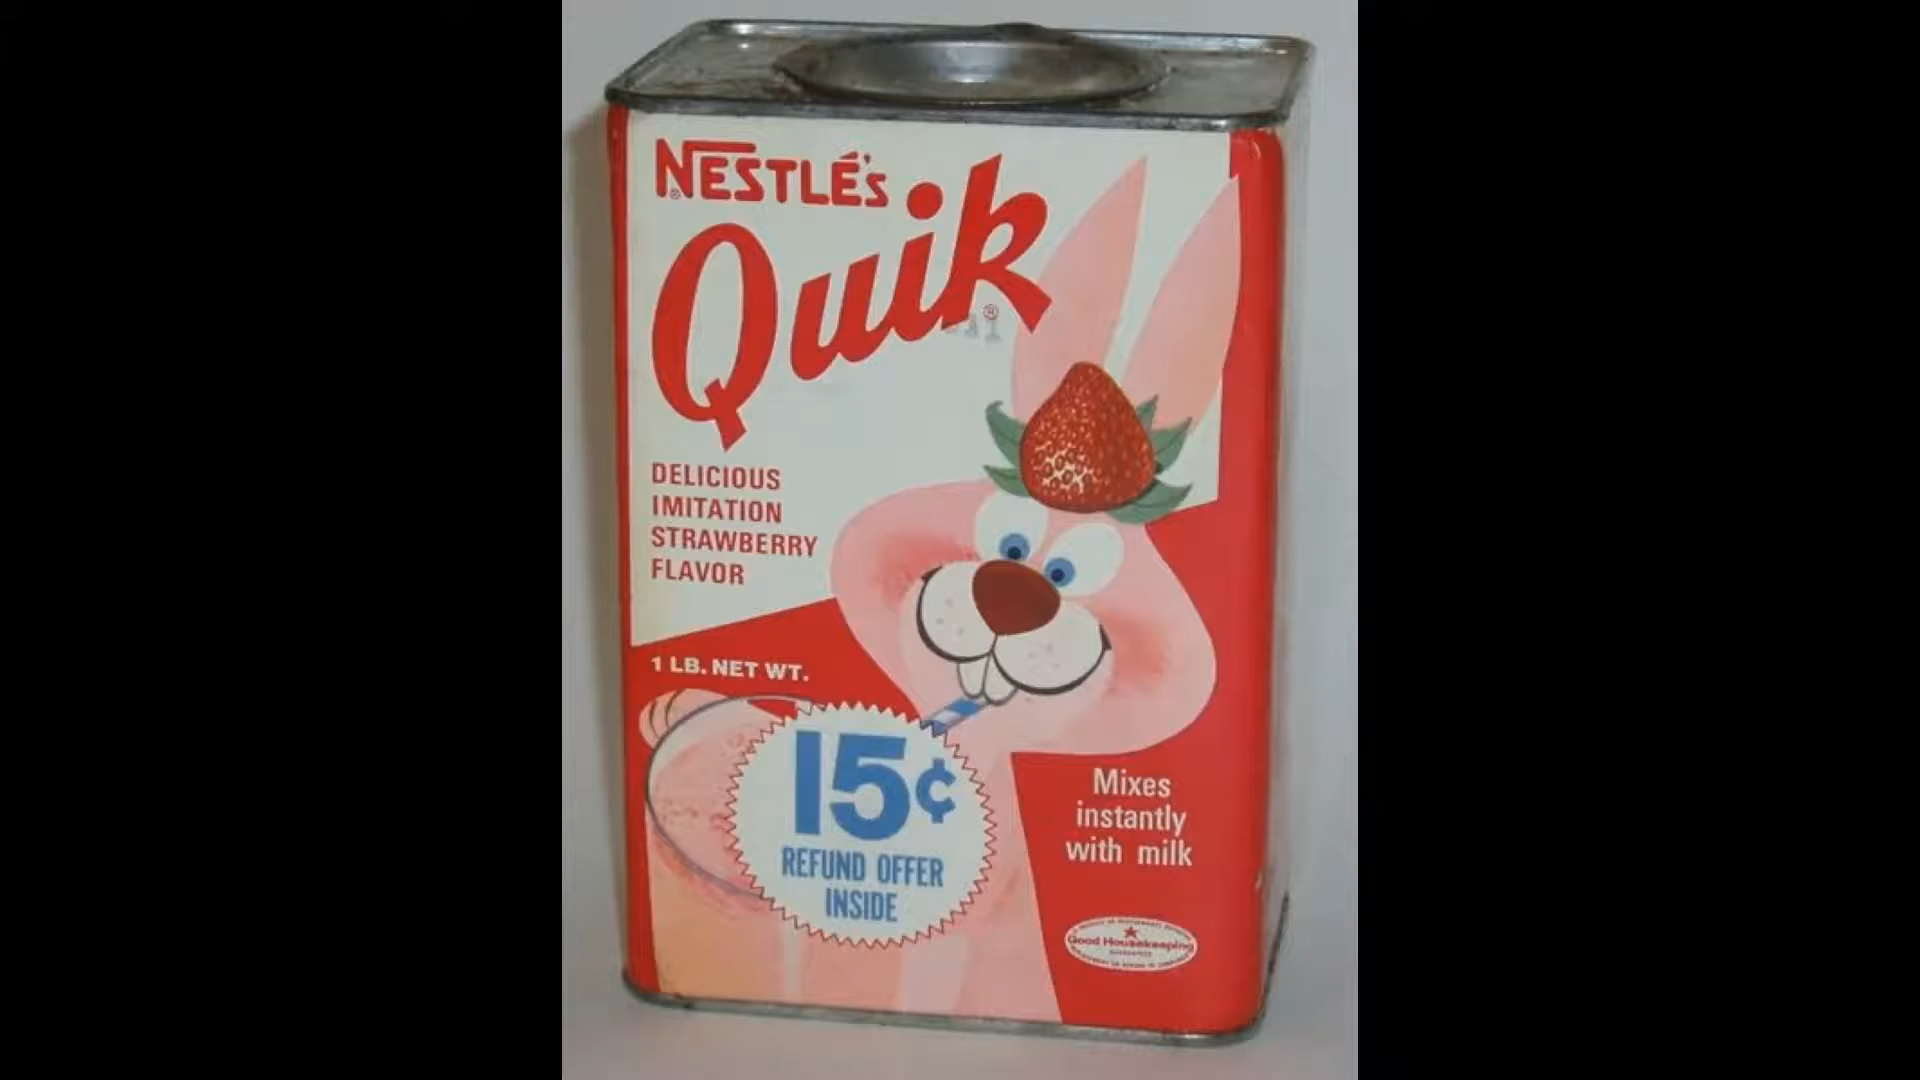 NESTLÉ'S
Quik
DELICIOUS
IMITATION
STRAWBERRY
FLAVOR
1 LB. NET WT.
15¢
REFUND OFFER
INSIDE
Mixes
instantly
with milk
Good Housekeeping